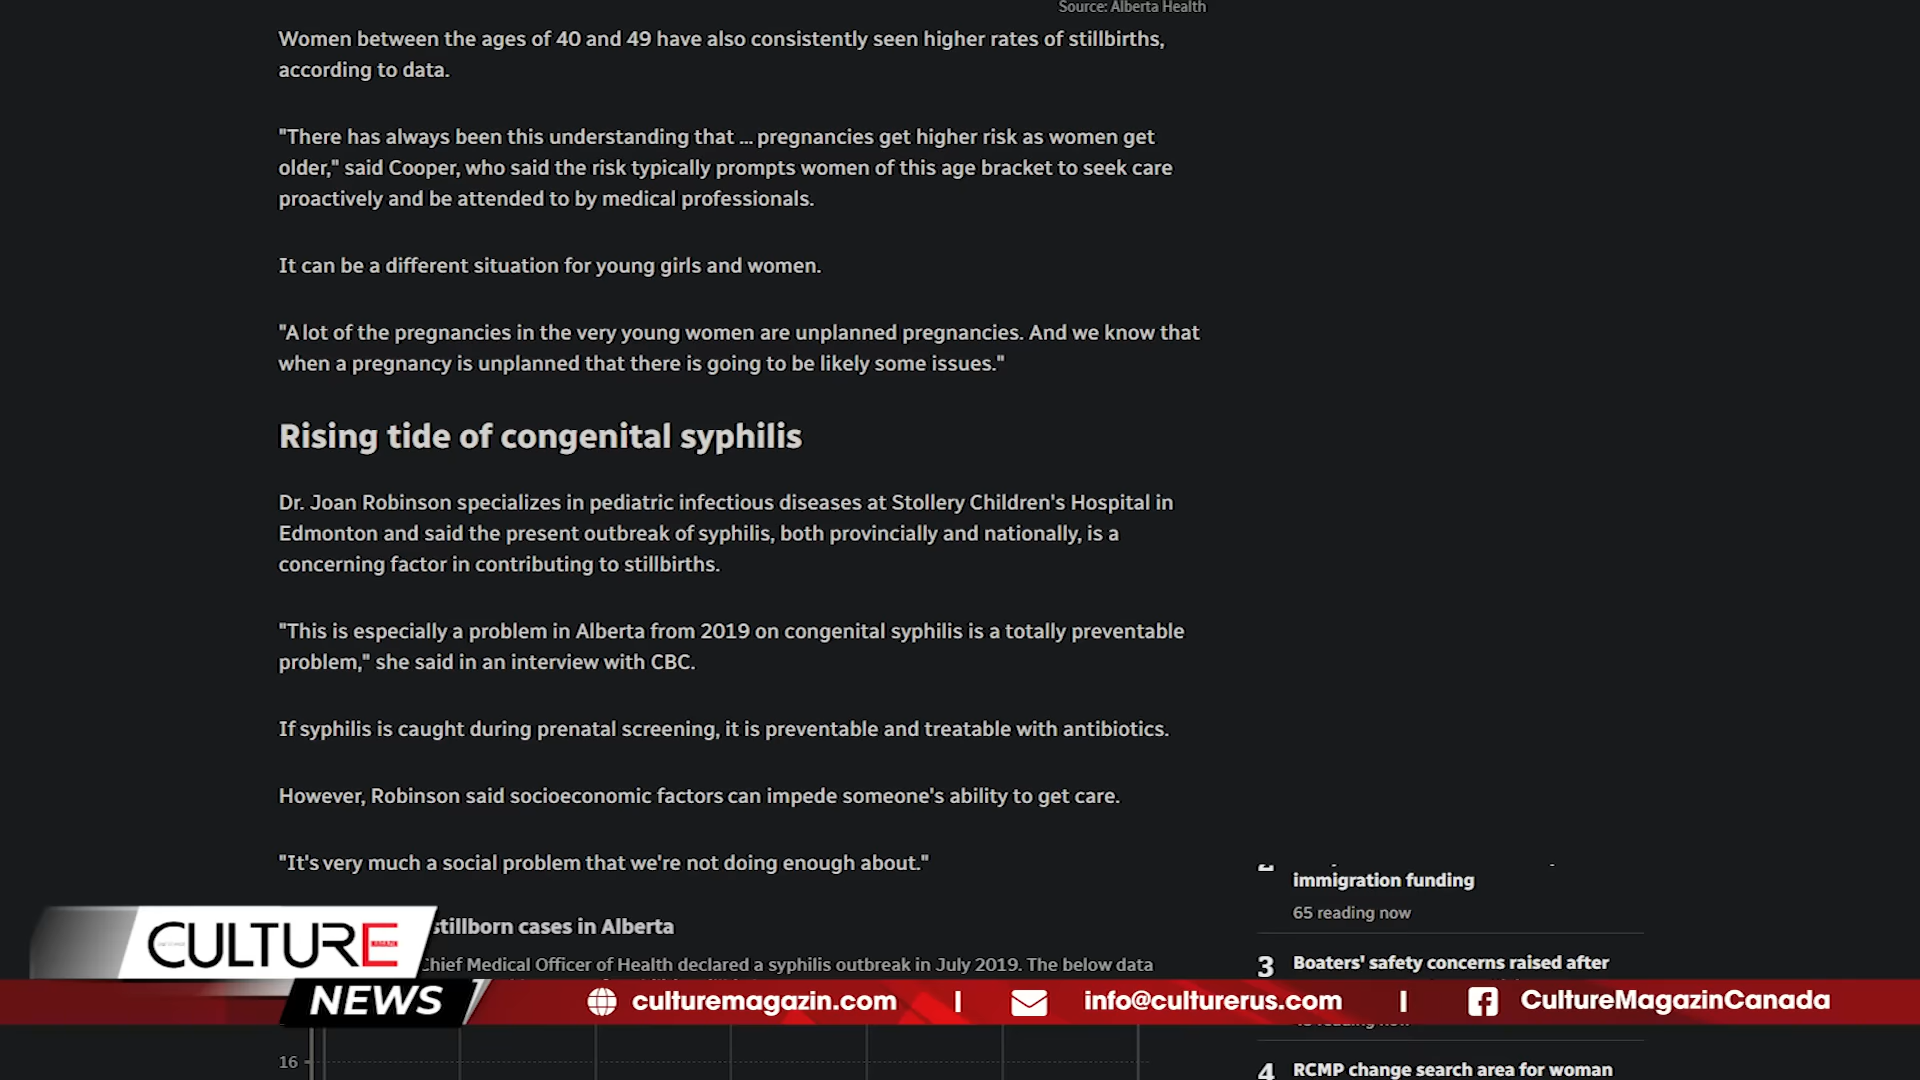 Source: Alberta Health
Women between the ages of 40 and 49 have also consistently seen higher rates of stillbirths,
according to data.
"There has always been this understanding that ... pregnancies get higher risk as women get
older," said Cooper, who said the risk typically prompts women of this age bracket to seek care
proactively and be attended to by medical professionals.
It can be a different situation for young girls and women.
"A lot of the pregnancies in the very young women are unplanned pregnancies. And we know that
when a pregnancy is unplanned that there is going to be likely some issues."
Rising tide of congenital syphilis
Dr. Joan Robinson specializes in pediatric infectious diseases at Stollery Children's Hospital in
Edmonton and said the present outbreak of syphilis, both provincially and nationally, is a
concerning factor in contributing to stillbirths.
"This is especially a problem in Alberta from 2019 on congenital syphilis is a totally preventable
problem," she said in an interview with CBC.
If syphilis is caught during prenatal screening, it is preventable and treatable with antibiotics.
However, Robinson said socioeconomic factors can impede someone's ability to get care.
"It's very much a social problem that we're not doing enough about."
stillborn cases in Alberta
Chief Medical Officer of Health declared a syphilis outbreak in July 2019. The below data
16
immigration funding
65 reading now
3 Boaters' safety concerns raised after
4 RCMP change search area for woman
CULTURE
MAGAZIN
NEWS
culturemagazin.com | info@culturerus.com | CultureMagazinCanada